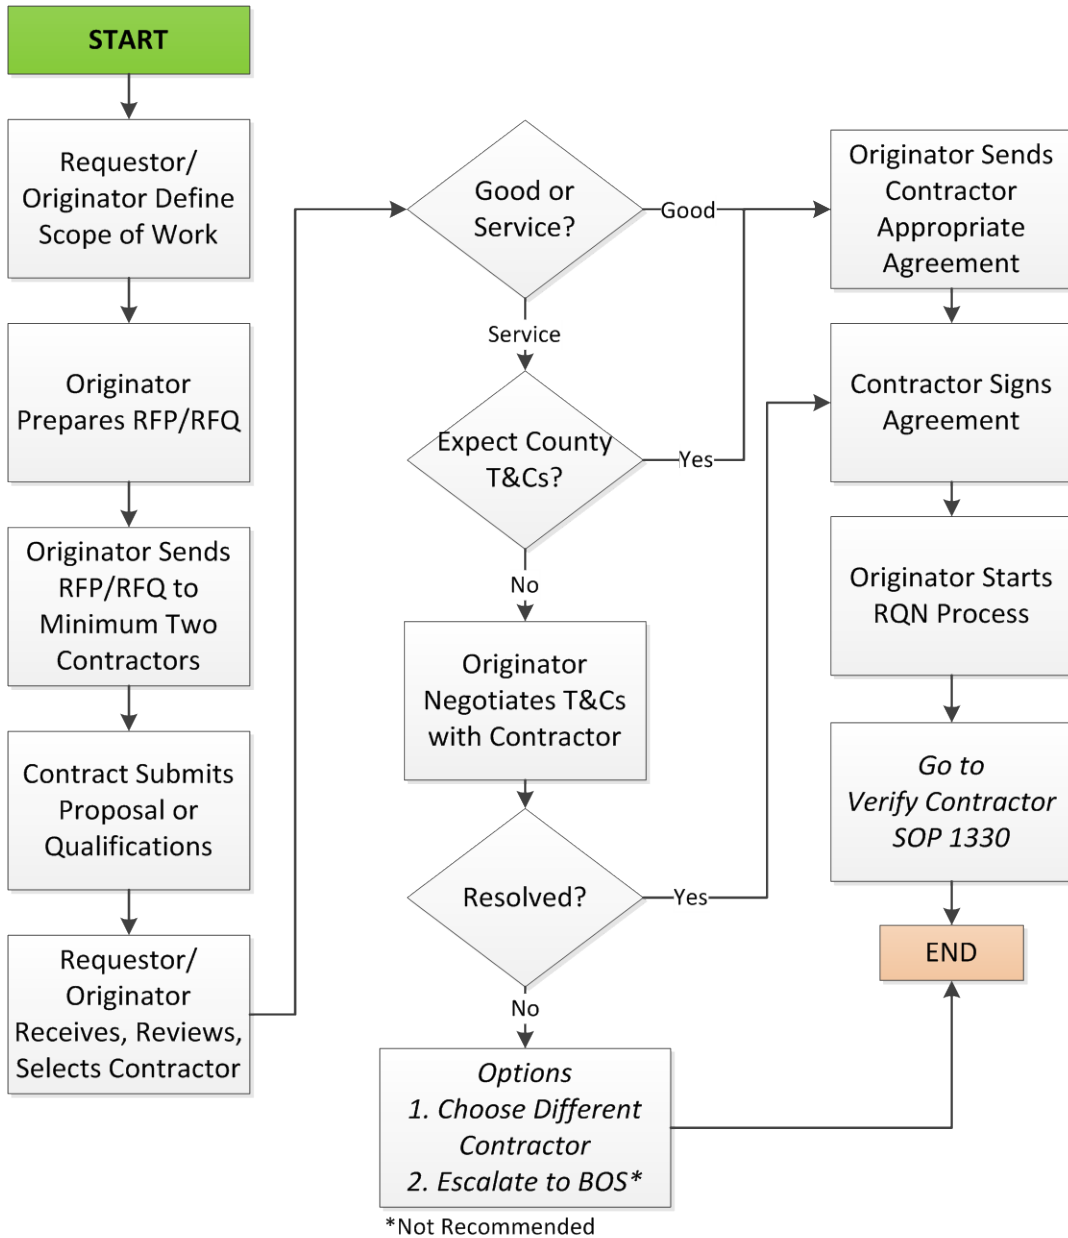 START
Requestor/
Originator Define
Scope of Work
Originator
Prepares RFP/RFQ
Originator Sends
RFP/RFQ to
Minimum Two
Contractors
Contract Submits
Proposal or
Qualifications
Requestor/
Originator
Receives, Reviews,
Selects Contractor
Good or
Service?
Good
Service
Expect County
T&Cs?
Yes
No
Originator
Negotiates T&Cs
with Contractor
Resolved?
Yes
No
Options
1. Choose Different
Contractor
2. Escalate to BOS*
*Not Recommended
Originator Sends
Contractor
Appropriate
Agreement
Contractor Signs
Agreement
Originator Starts
RQN Process
Go to
Verify Contractor
SOP 1330
END